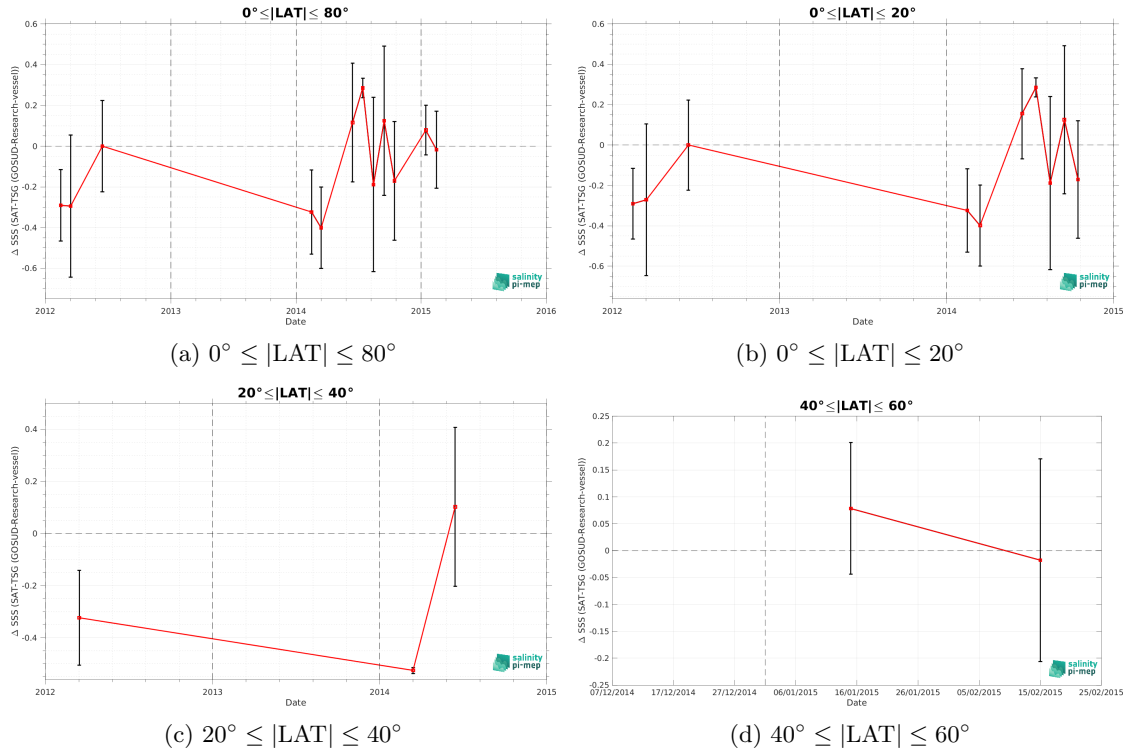 0°≤|LAT|≤ 80°
0.6
0.4
0.2
0
-0.2
-0.4
-0.6
Δ SSS (SAT-TSG (GOSUD-Research-vessel))
2012
2013
2014
2015
2016
Date
salinity
pi-mep
(a) 0° ≤ |LAT| ≤ 80°
0°≤|LAT|≤ 20°
0.6
0.4
0.2
0
-0.2
-0.4
-0.6
Δ SSS (SAT-TSG (GOSUD-Research-vessel))
2012
2013
2014
2015
Date
salinity
pi-mep
(b) 0° ≤ |LAT| ≤ 20°
20°≤|LAT|≤ 40°
0.4
0.2
0
-0.2
-0.4
Δ SSS (SAT-TSG (GOSUD-Research-vessel))
2012
2013
2014
2015
Date
salinity
pi-mep
(c) 20° ≤ |LAT| ≤ 40°
40°≤|LAT|≤ 60°
0.25
0.2
0.15
0.1
0.05
0
-0.05
-0.1
-0.15
-0.2
-0.25
Δ SSS (SAT-TSG (GOSUD-Research-vessel))
07/12/2014
17/12/2014
27/12/2014
06/01/2015
16/01/2015
26/01/2015
05/02/2015
15/02/2015
25/02/2015
Date
salinity
pi-mep
(d) 40° ≤ |LAT| ≤ 60°